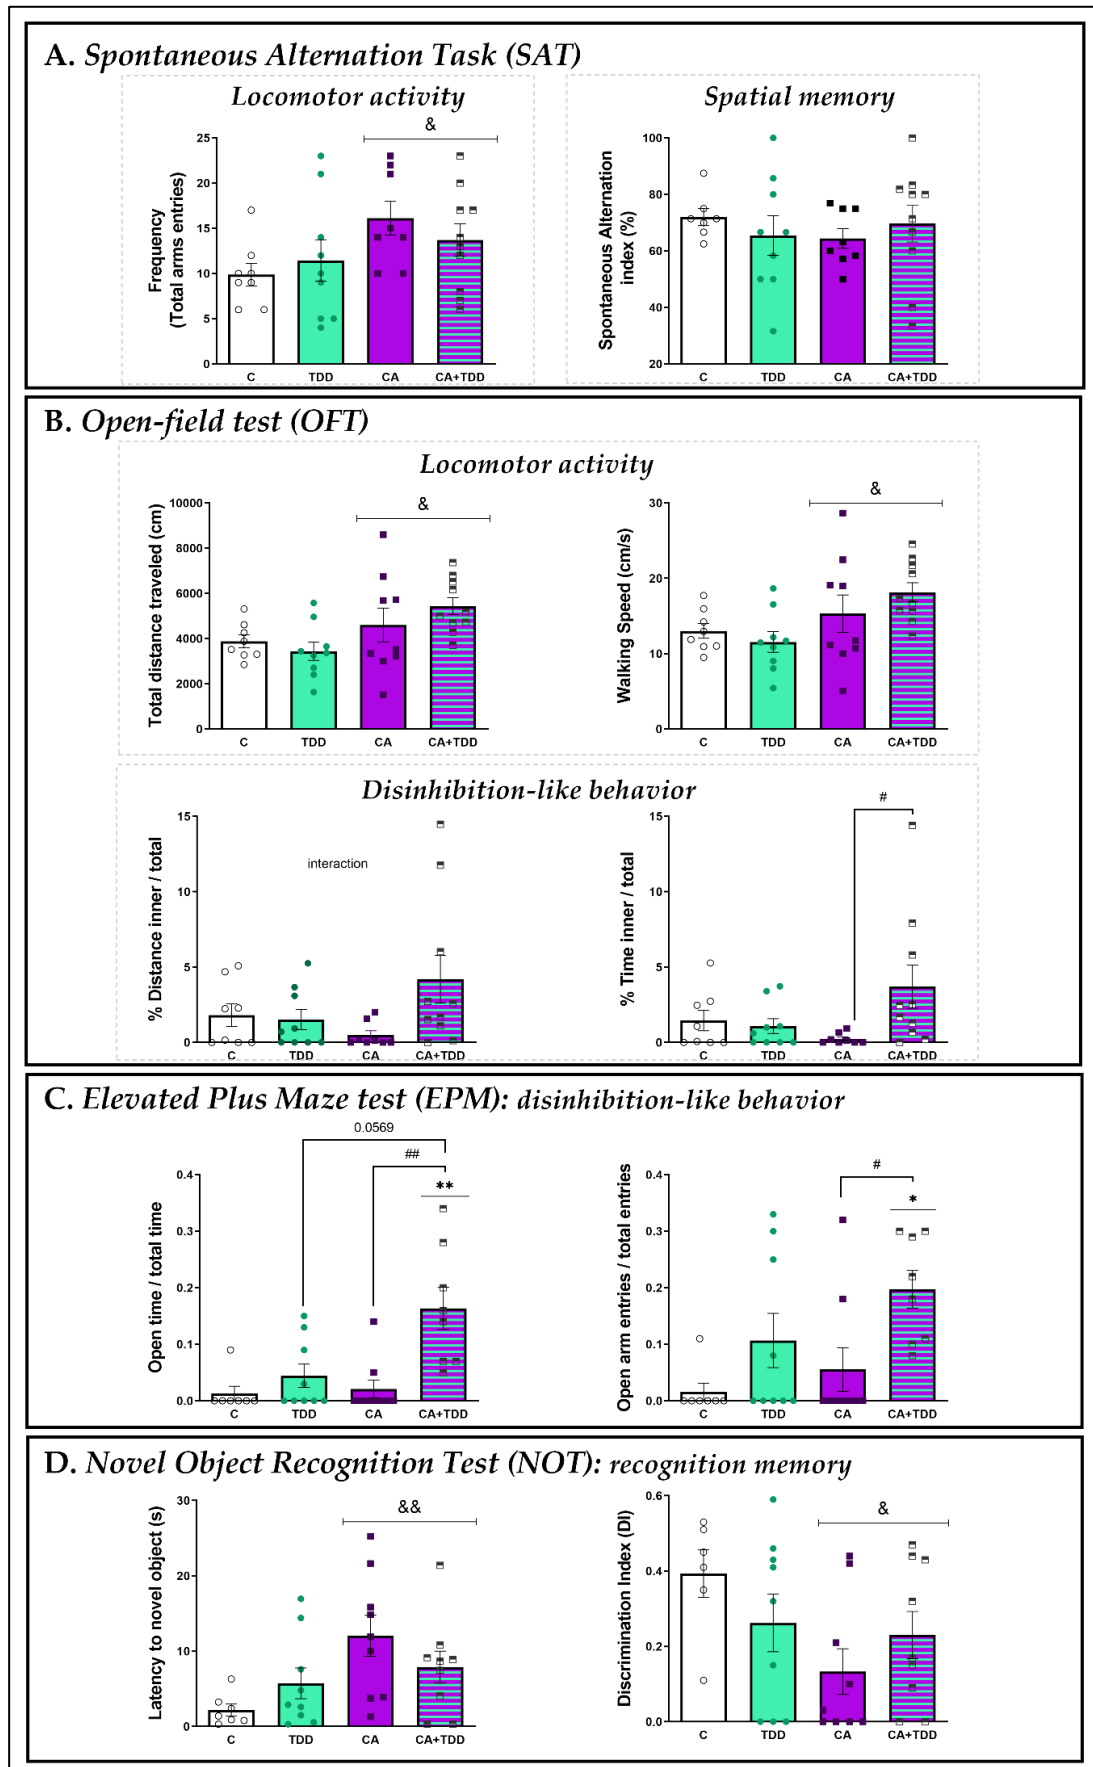 A. Spontaneous Alternation Task (SAT)
Locomotor activity
Spatial memory
&
Frequency
(Total arms entries)
25
20
15
10
5
0
C TDD CA CA+TDD
Spontaneous Alternation
index (%)
100
80
60
40
20
C TDD CA CA+TDD
B. Open-field test (OFT)
Locomotor activity
&
Total distance traveled (cm)
10000
8000
6000
4000
2000
0
C TDD CA CA+TDD
&
Walking Speed (cm/s)
30
20
10
0
C TDD CA CA+TDD
Disinhibition-like behavior
% Distance inner / total
15
10
5
0
interaction
C TDD CA CA+TDD
#
% Time inner / total
15
10
5
0
C TDD CA CA+TDD
C. Elevated Plus Maze test (EPM): disinhibition-like behavior
0.0569
##
**
Open time / total time
0.4
0.3
0.2
0.1
0.0
C TDD CA CA+TDD
#
*
Open arm entries / total entries
0.4
0.3
0.2
0.1
0.0
C TDD CA CA+TDD
D. Novel Object Recognition Test (NOT): recognition memory
&&
Latency to novel object (s)
30
20
10
0
C TDD CA CA+TDD
&
Discrimination Index (DI)
0.6
0.4
0.2
0.0
C TDD CA CA+TDD